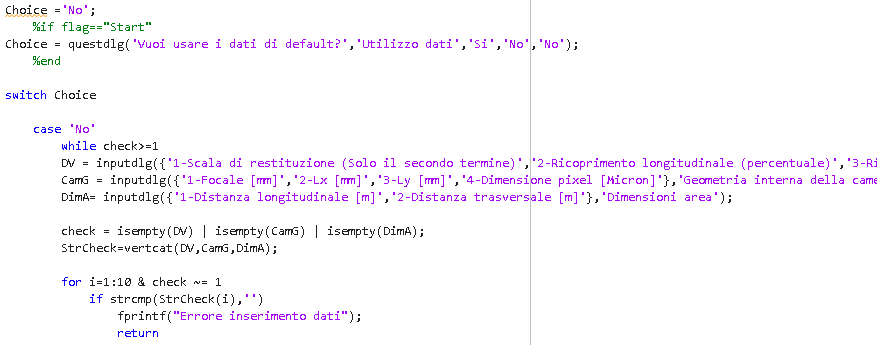 Choice ='No';
%if flag=="Start"
Choice = questdlg('Vuoi usare i dati di default?','Utilizzo dati','Si','No','No');
%end
switch Choice
case 'No'
while check>=1
DV = inputdlg({'1-Scala di restituzione (Solo il secondo termine)','2-Ricoprimento longitudinale (percentuale)','3-Ri
CamG = inputdlg({'1-Focale [mm]','2-Lx [mm]','3-Ly [mm]','4-Dimensione pixel [Micron]'},'Geometria interna della came
DimA= inputdlg({'1-Distanza longitudinale [m]','2-Distanza trasversale [m]'},'Dimensioni area');
check = isempty(DV) | isempty(CamG) | isempty(DimA);
StrCheck=vertcat(DV,CamG,DimA);
for i=1:10 & check ~= 1
if strcmp(StrCheck(i),'')
fprintf("Errore inserimento dati");
return